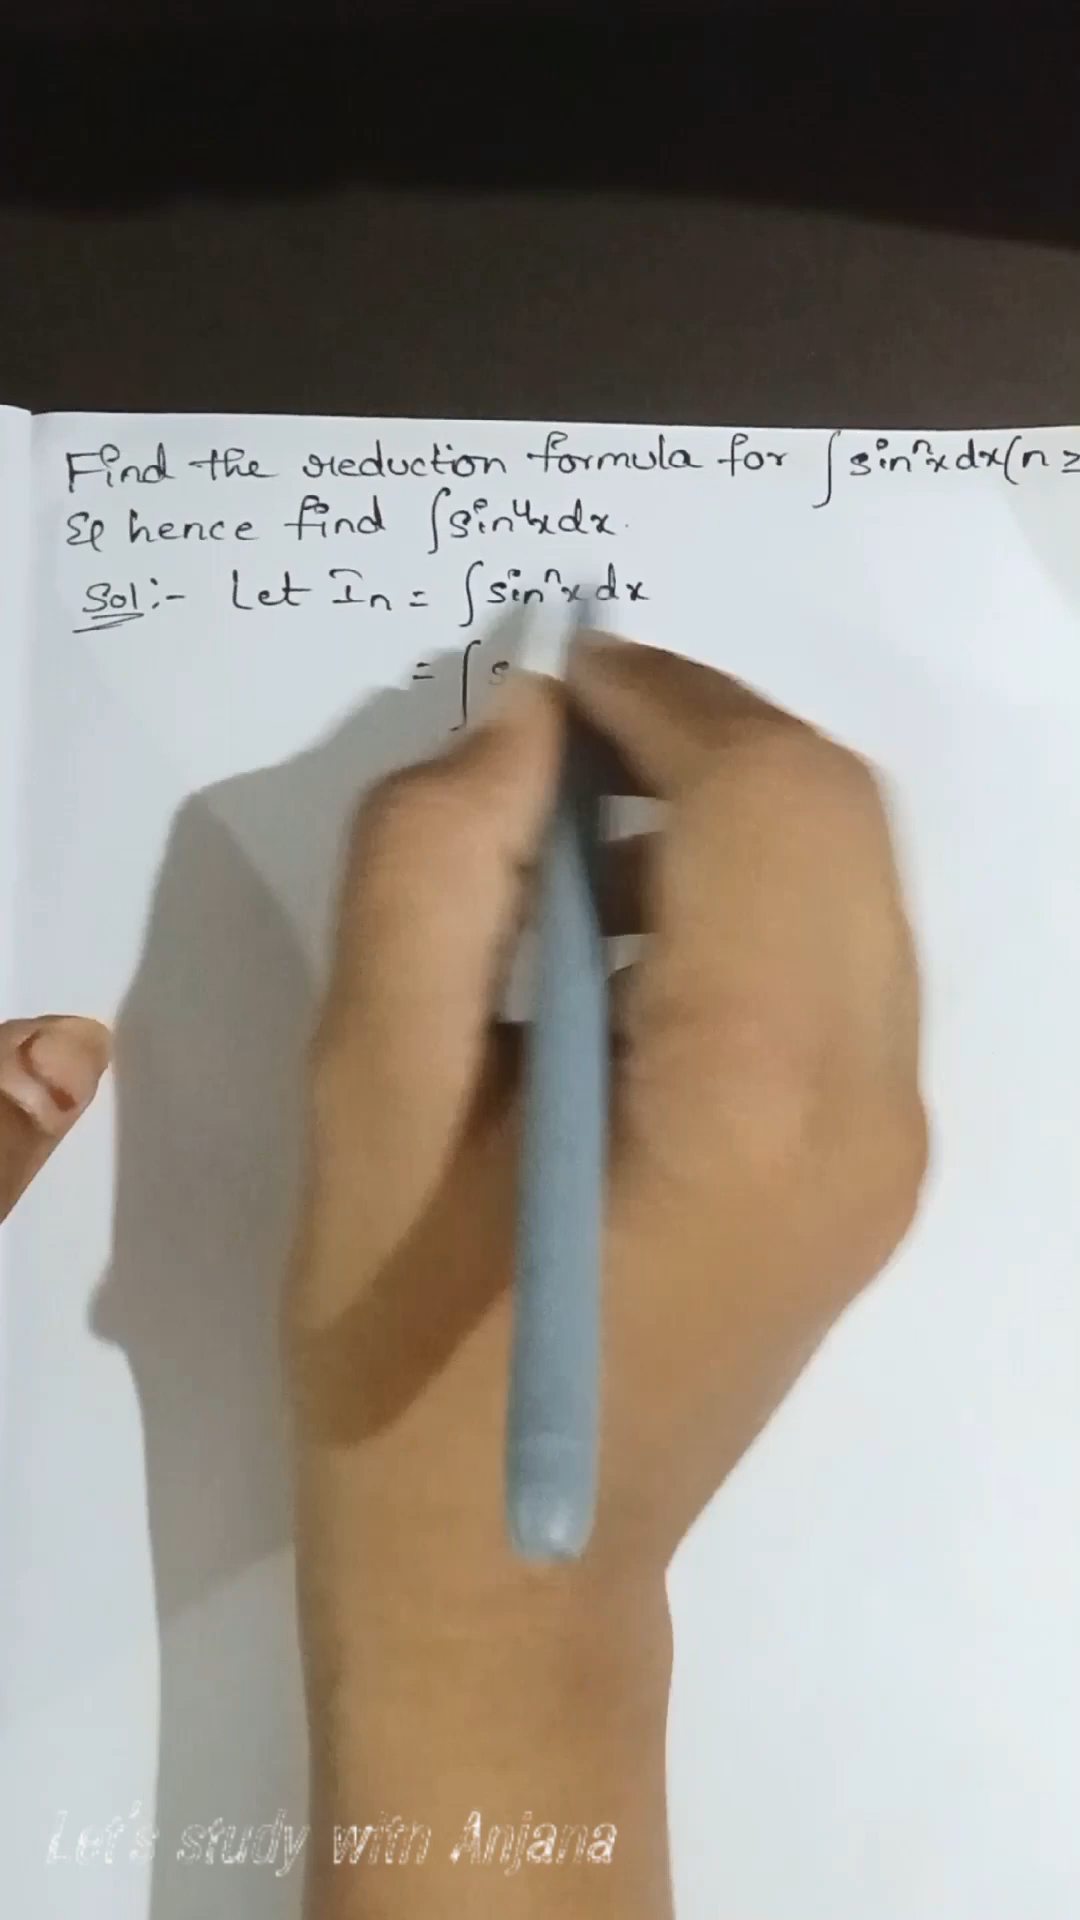 Find the reduction formula for ∫sinⁿx dx (n ≥
& hence find ∫sin⁴x dx.
Sol:- Let Iₙ = ∫sinⁿx dx
= ∫s
Let's study with Anjana